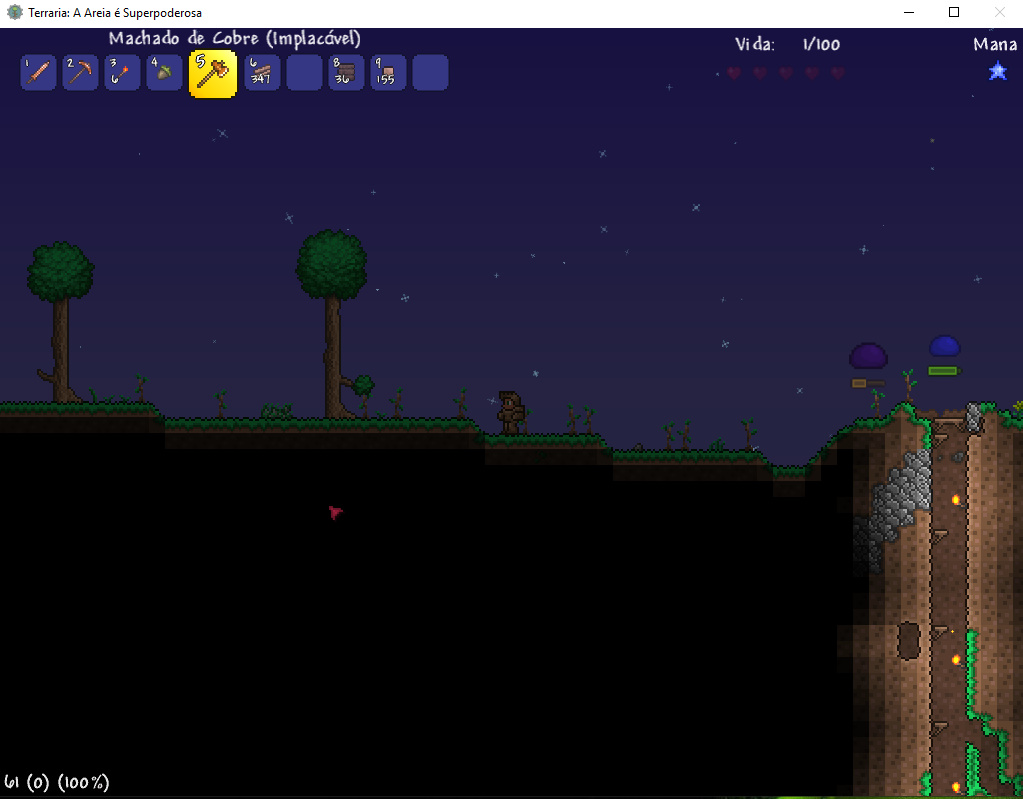 Terraria: A Areia é Superpoderosa
Machado de Cobre (Implacável)
Vida: 1/100
Mana
1 2 3 4 5 6 8 9
6 347 36 155
61 (0) (100%)